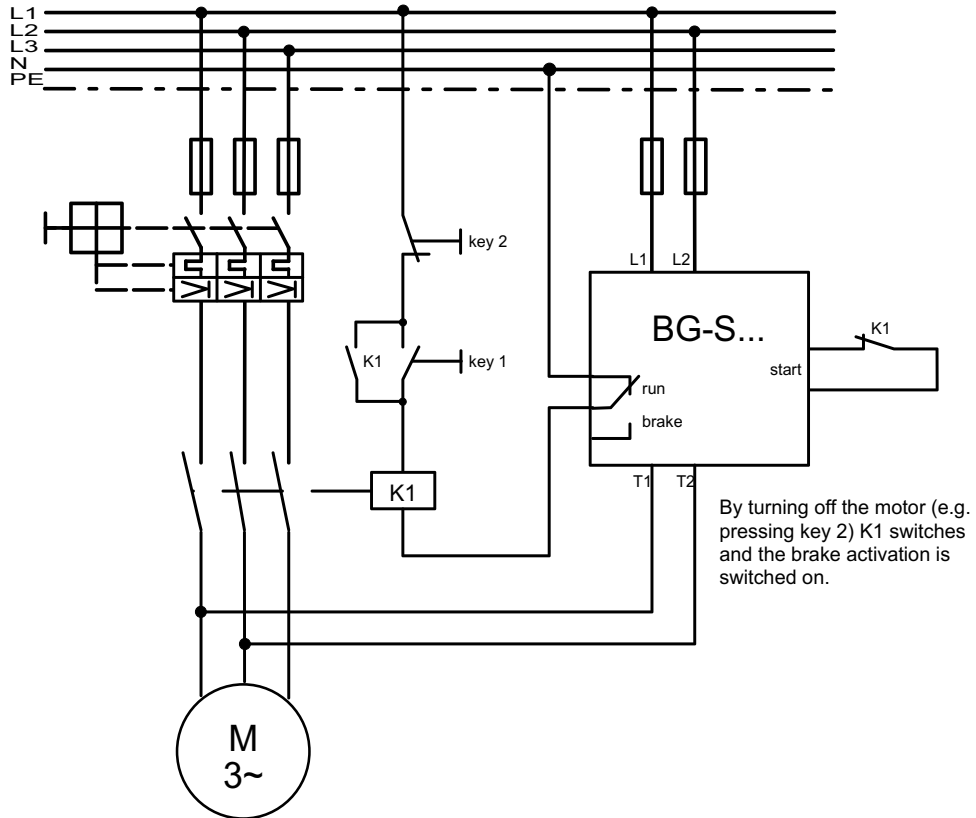 L1
L2
L3
N
PE
key 2
K1
key 1
K1
L1 L2
BG-S...
K1
start
run
brake
T1 T2
By turning off the motor (e.g.
pressing key 2) K1 switches
and the brake activation is
switched on.
M
3~